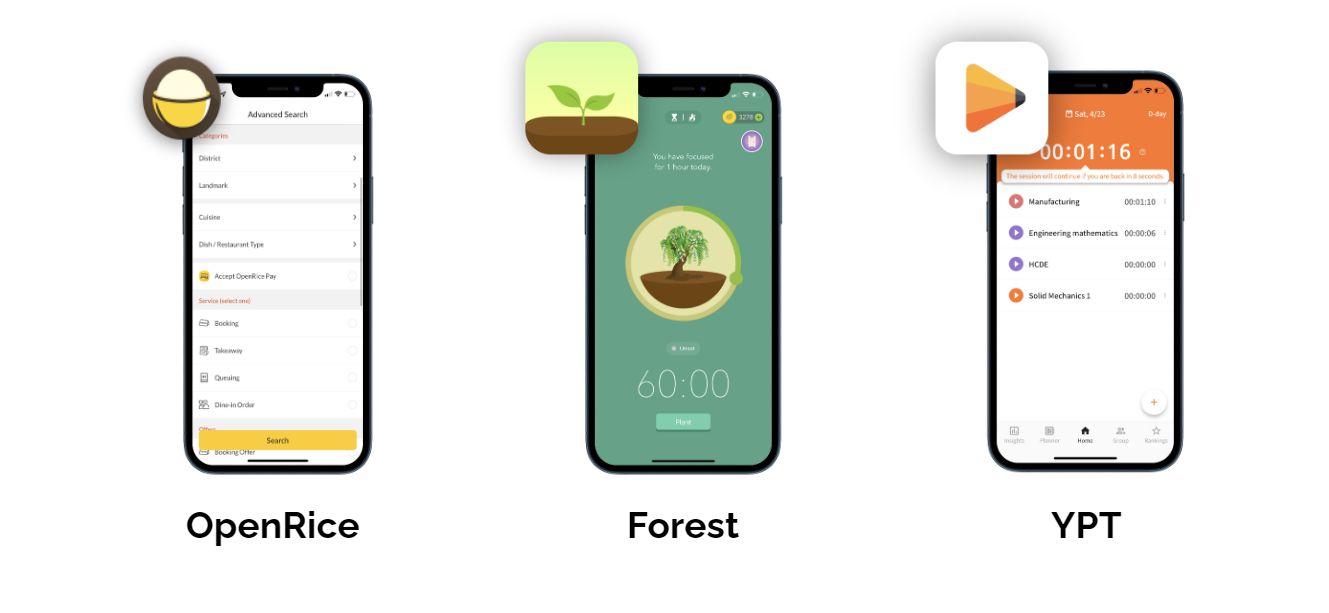 Advanced Search
Categories
District
Landmark
Cuisine
Dish / Restaurant Type
Accept OpenRice Pay
Service (select one)
Booking
Takeaway
Queuing
Dine-in Order
Offers
Search
Booking Offer
OpenRice
3278
You have focused
for 1 hour today.
60:00
Plant
Forest
Sat, 4/23
D-day
00:01:16
The session will continue if you are back in 8 seconds.
Manufacturing 00:01:10
Engineering mathematics 00:00:06
HCDE 00:00:00
Solid Mechanics 1 00:00:00
+
Insights Planner Home Group Rankings
YPT